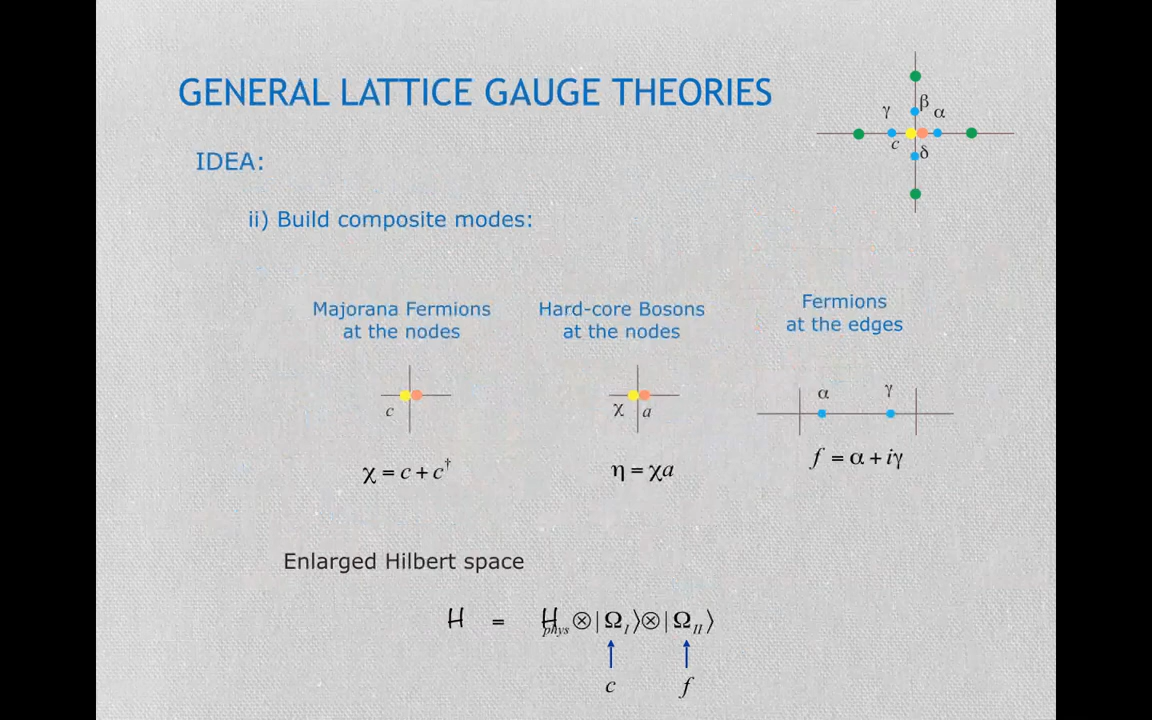 GENERAL LATTICE GAUGE THEORIES
γ β α
c δ
IDEA:
ii) Build composite modes:
Majorana Fermions
at the nodes
Hard-core Bosons
at the nodes
Fermions
at the edges
c
χ a
α γ
χ = c + c†
η = χa
f = α + iγ
Enlarged Hilbert space
H = H_phys ⊗ | Ω_I ⟩ ⊗ | Ω_II ⟩
c f